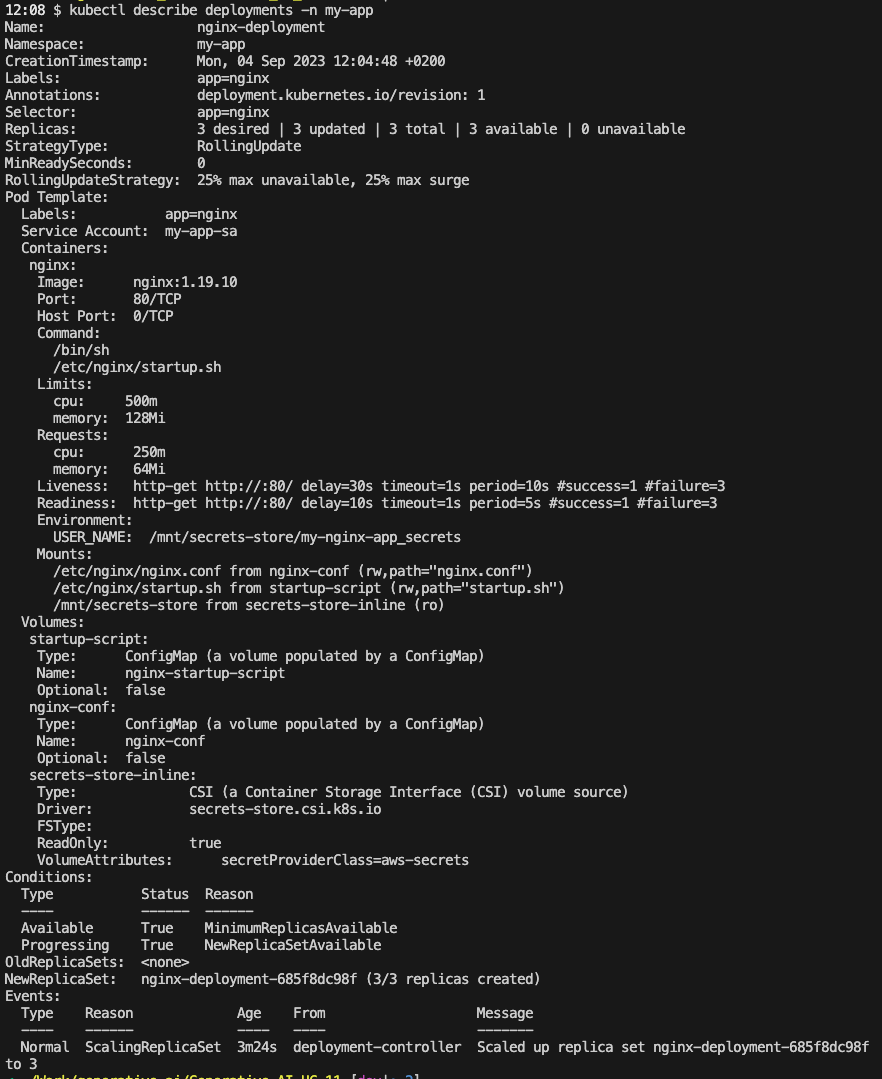 12:08 $ kubectl describe deployments -n my-app
Name:                   nginx-deployment
Namespace:              my-app
CreationTimestamp:      Mon, 04 Sep 2023 12:04:48 +0200
Labels:                 app=nginx
Annotations:            deployment.kubernetes.io/revision: 1
Selector:               app=nginx
Replicas:               3 desired | 3 updated | 3 total | 3 available | 0 unavailable
StrategyType:           RollingUpdate
MinReadySeconds:        0
RollingUpdateStrategy:  25% max unavailable, 25% max surge
Pod Template:
  Labels:           app=nginx
  Service Account:  my-app-sa
  Containers:
   nginx:
    Image:      nginx:1.19.10
    Port:       80/TCP
    Host Port:  0/TCP
    Command:
      /bin/sh
      /etc/nginx/startup.sh
    Limits:
      cpu:     500m
      memory:  128Mi
    Requests:
      cpu:      250m
      memory:   64Mi
    Liveness:   http-get http://:80/ delay=30s timeout=1s period=10s #success=1 #failure=3
    Readiness:  http-get http://:80/ delay=10s timeout=1s period=5s #success=1 #failure=3
    Environment:
      USER_NAME:  /mnt/secrets-store/my-nginx-app_secrets
    Mounts:
      /etc/nginx/nginx.conf from nginx-conf (rw,path="nginx.conf")
      /etc/nginx/startup.sh from startup-script (rw,path="startup.sh")
      /mnt/secrets-store from secrets-store-inline (ro)
  Volumes:
   startup-script:
    Type:      ConfigMap (a volume populated by a ConfigMap)
    Name:      nginx-startup-script
    Optional:  false
   nginx-conf:
    Type:      ConfigMap (a volume populated by a ConfigMap)
    Name:      nginx-conf
    Optional:  false
   secrets-store-inline:
    Type:              CSI (a Container Storage Interface (CSI) volume source)
    Driver:            secrets-store.csi.k8s.io
    FSType:
    ReadOnly:          true
    VolumeAttributes:      secretProviderClass=aws-secrets
Conditions:
  Type           Status  Reason
  ----           ------  ------
  Available      True    MinimumReplicasAvailable
  Progressing    True    NewReplicaSetAvailable
OldReplicaSets:  <none>
NewReplicaSet:   nginx-deployment-685f8dc98f (3/3 replicas created)
Events:
  Type    Reason             Age    From                   Message
  ----    ------             ----   ----                   -------
  Normal  ScalingReplicaSet  3m24s  deployment-controller  Scaled up replica set nginx-deployment-685f8dc98f
to 3